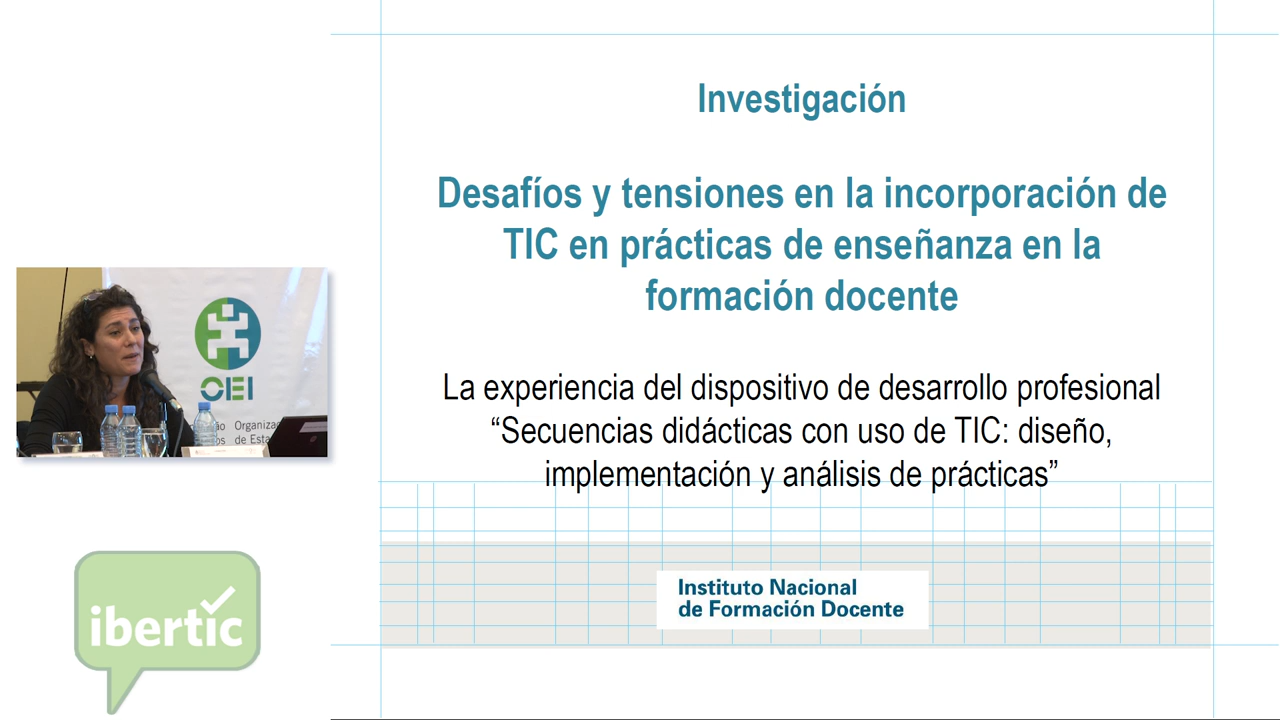 Investigación
Desafíos y tensiones en la incorporación de
TIC en prácticas de enseñanza en la
formación docente
La experiencia del dispositivo de desarrollo profesional
“Secuencias didácticas con uso de TIC: diseño,
implementación y análisis de prácticas”
Instituto Nacional
de Formación Docente
OEI
ibertic